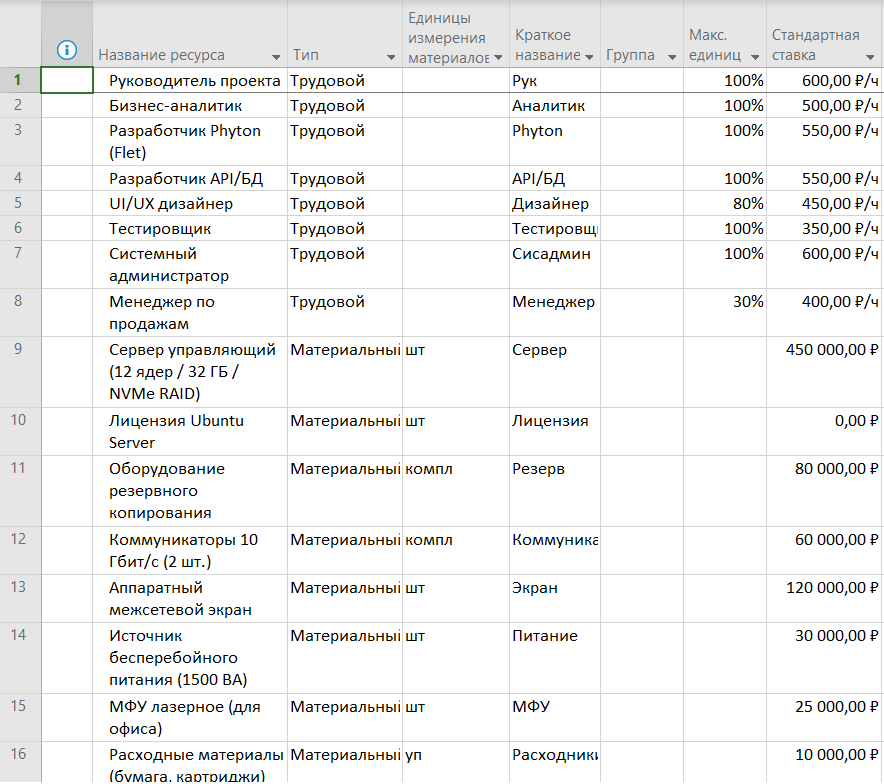 Название ресурса Тип Единицы измерения материалов Краткое название Группа Макс. единиц Стандартная ставка
1 Руководитель проекта Трудовой Рук 100% 600,00 ₽/ч
2 Бизнес-аналитик Трудовой Аналитик 100% 500,00 ₽/ч
3 Разработчик Phyton Трудовой Phyton 100% 550,00 ₽/ч
(Flet)
4 Разработчик API/БД Трудовой API/БД 100% 550,00 ₽/ч
5 UI/UX дизайнер Трудовой Дизайнер 80% 450,00 ₽/ч
6 Тестировщик Трудовой Тестировщи 100% 350,00 ₽/ч
7 Системный Трудовой Сисадмин 100% 600,00 ₽/ч
администратор
8 Менеджер по Трудовой Менеджер 30% 400,00 ₽/ч
продажам
9 Сервер управляющий Материальный шт Сервер 450 000,00 ₽
(12 ядер / 32 ГБ /
NVMe RAID)
10 Лицензия Ubuntu Материальный шт Лицензия 0,00 ₽
Server
11 Оборудование Материальный компл Резерв 80 000,00 ₽
резервного
копирования
12 Коммуникаторы 10 Материальный компл Коммуника 60 000,00 ₽
Гбит/с (2 шт.)
13 Аппаратный Материальный шт Экран 120 000,00 ₽
межсетевой экран
14 Источник Материальный шт Питание 30 000,00 ₽
бесперебойного
питания (1500 ВА)
15 МФУ лазерное (для Материальный шт МФУ 25 000,00 ₽
офиса)
16 Расходные материалы Материальный уп Расходники 10 000,00 ₽
(бумага, картриджи)